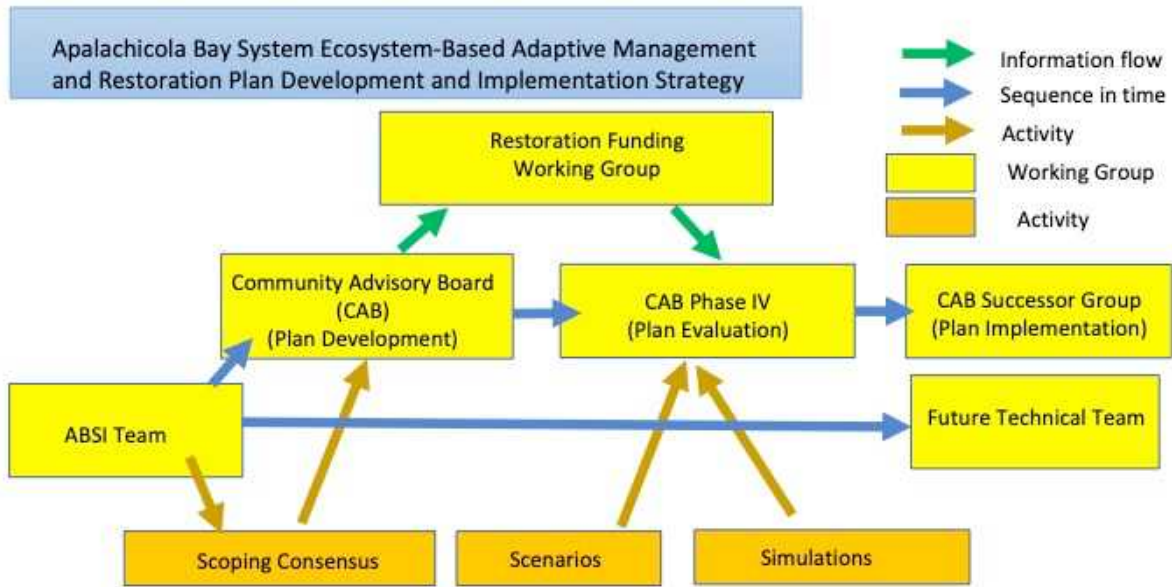 Apalachicola Bay System Ecosystem-Based Adaptive Management
and Restoration Plan Development and Implementation Strategy
Information flow
Sequence in time
Activity
Working Group
Activity
Restoration Funding
Working Group
Community Advisory Board
(CAB)
(Plan Development)
CAB Phase IV
(Plan Evaluation)
CAB Successor Group
(Plan Implementation)
ABSI Team
Future Technical Team
Scoping Consensus
Scenarios
Simulations